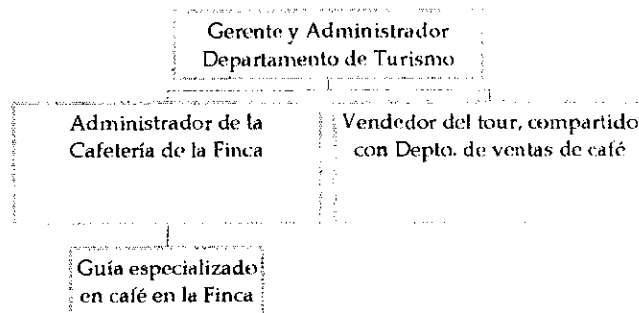 Gerente y Administrador
Departamento de Turismo
Administrador de la
Cafetería de la Finca
Vendedor del tour, compartido
con Depto. de ventas de café
Guía especializado
en café en la Finca